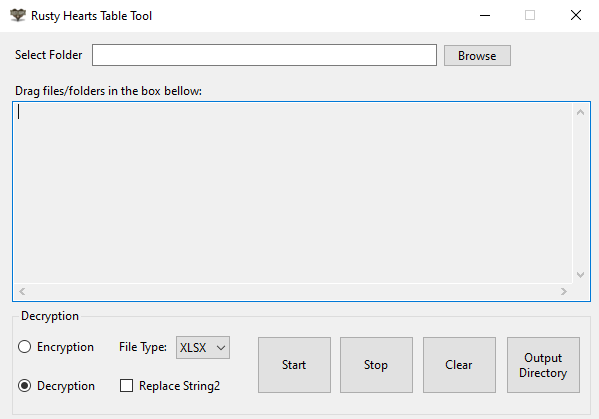 Rusty Hearts Table Tool
Select Folder
Browse
Drag files/folders in the box bellow:
Decryption
Encryption
File Type:
XLSX
Decryption
Replace String2
Start
Stop
Clear
Output
Directory